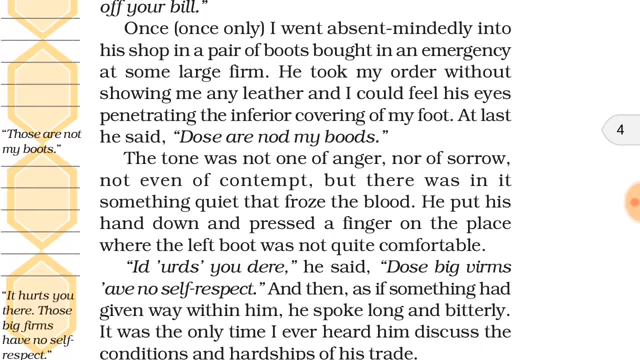 off your bill.”
Once (once only) I went absent-mindedly into
his shop in a pair of boots bought in an emergency
at some large firm. He took my order without
showing me any leather and I could feel his eyes
penetrating the inferior covering of my foot. At last
he said, “Dose are nod my boods.”
“Those are not
my boots.”
The tone was not one of anger, nor of sorrow,
not even of contempt, but there was in it
something quiet that froze the blood. He put his
hand down and pressed a finger on the place
where the left boot was not quite comfortable.
“Id ’urds’ you dere,” he said, “Dose big virms
’ave no self-respect.” And then, as if something had
given way within him, he spoke long and bitterly.
It was the only time I ever heard him discuss the
conditions and hardships of his trade.
“It hurts you
there. Those
big firms
have no self-
respect.”
4